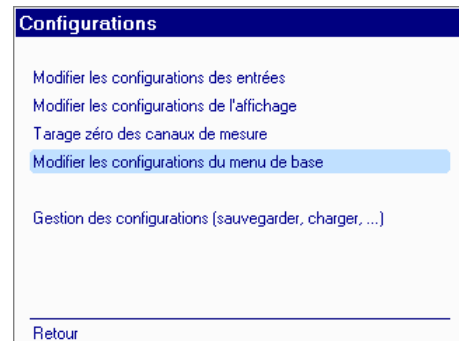 Configurations
Modifier les configurations des entrées
Modifier les configurations de l'affichage
Tarage zéro des canaux de mesure
Modifier les configurations du menu de base
Gestion des configurations (sauvegarder, charger, ...)
Retour